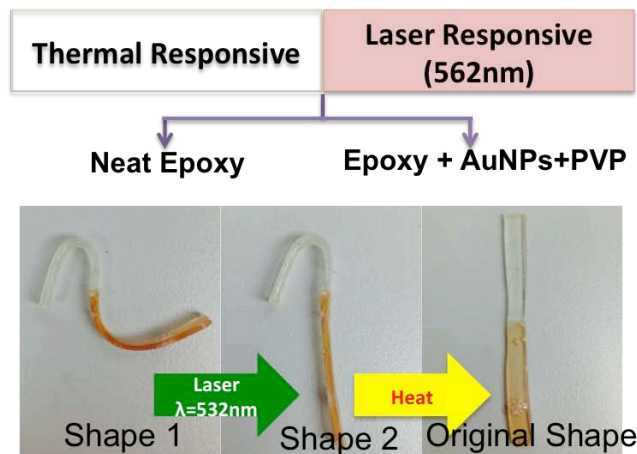 Thermal Responsive
Laser Responsive
(562nm)
Neat Epoxy
Epoxy + AuNPs+PVP
Laser
λ=532nm
Heat
Shape 1
Shape 2
Original Shape